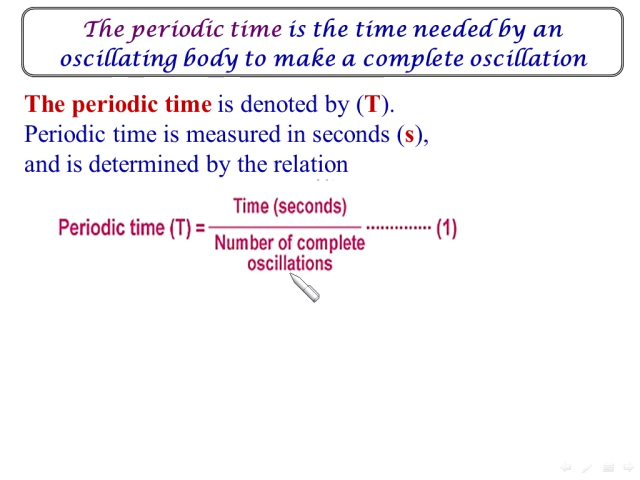 The periodic time is the time needed by an
oscillating body to make a complete oscillation
The periodic time is denoted by (T).
Periodic time is measured in seconds (s),
and is determined by the relation
Periodic time (T) = Time (seconds) ·············· (1)
Number of complete
oscillations